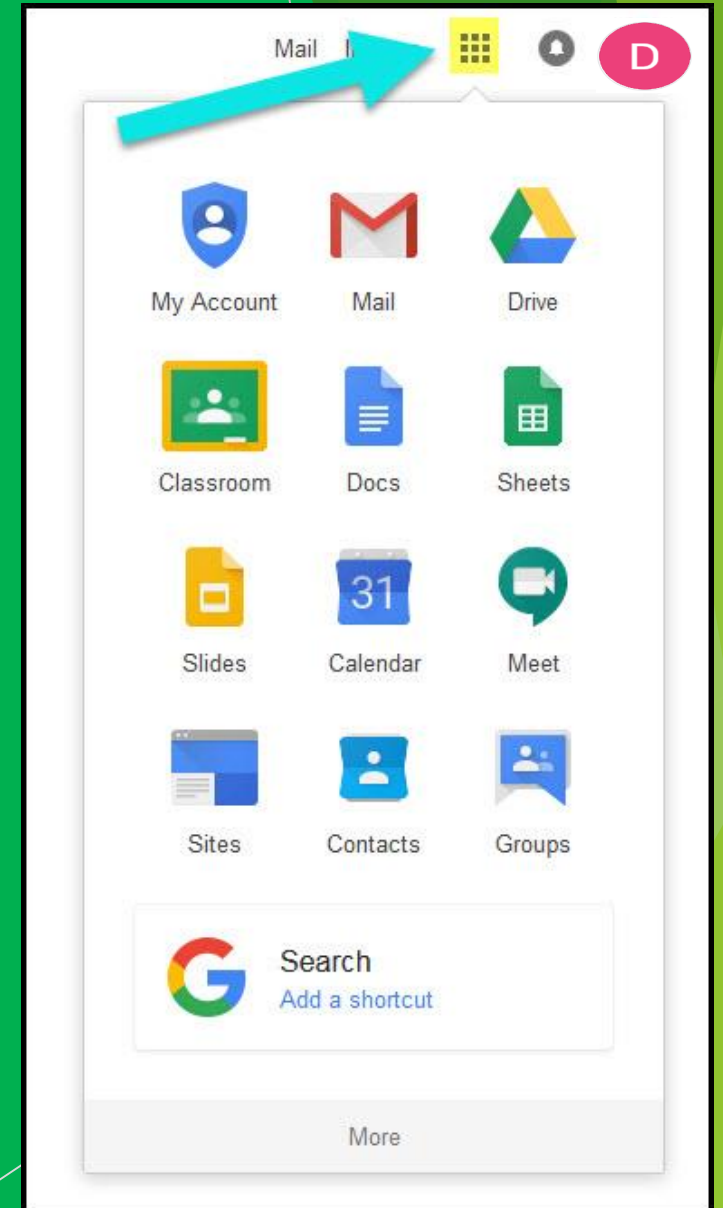 Mail
D
My Account Mail Drive
Classroom Docs Sheets
31
Slides Calendar Meet
Sites Contacts Groups
G
Search
Add a shortcut
More